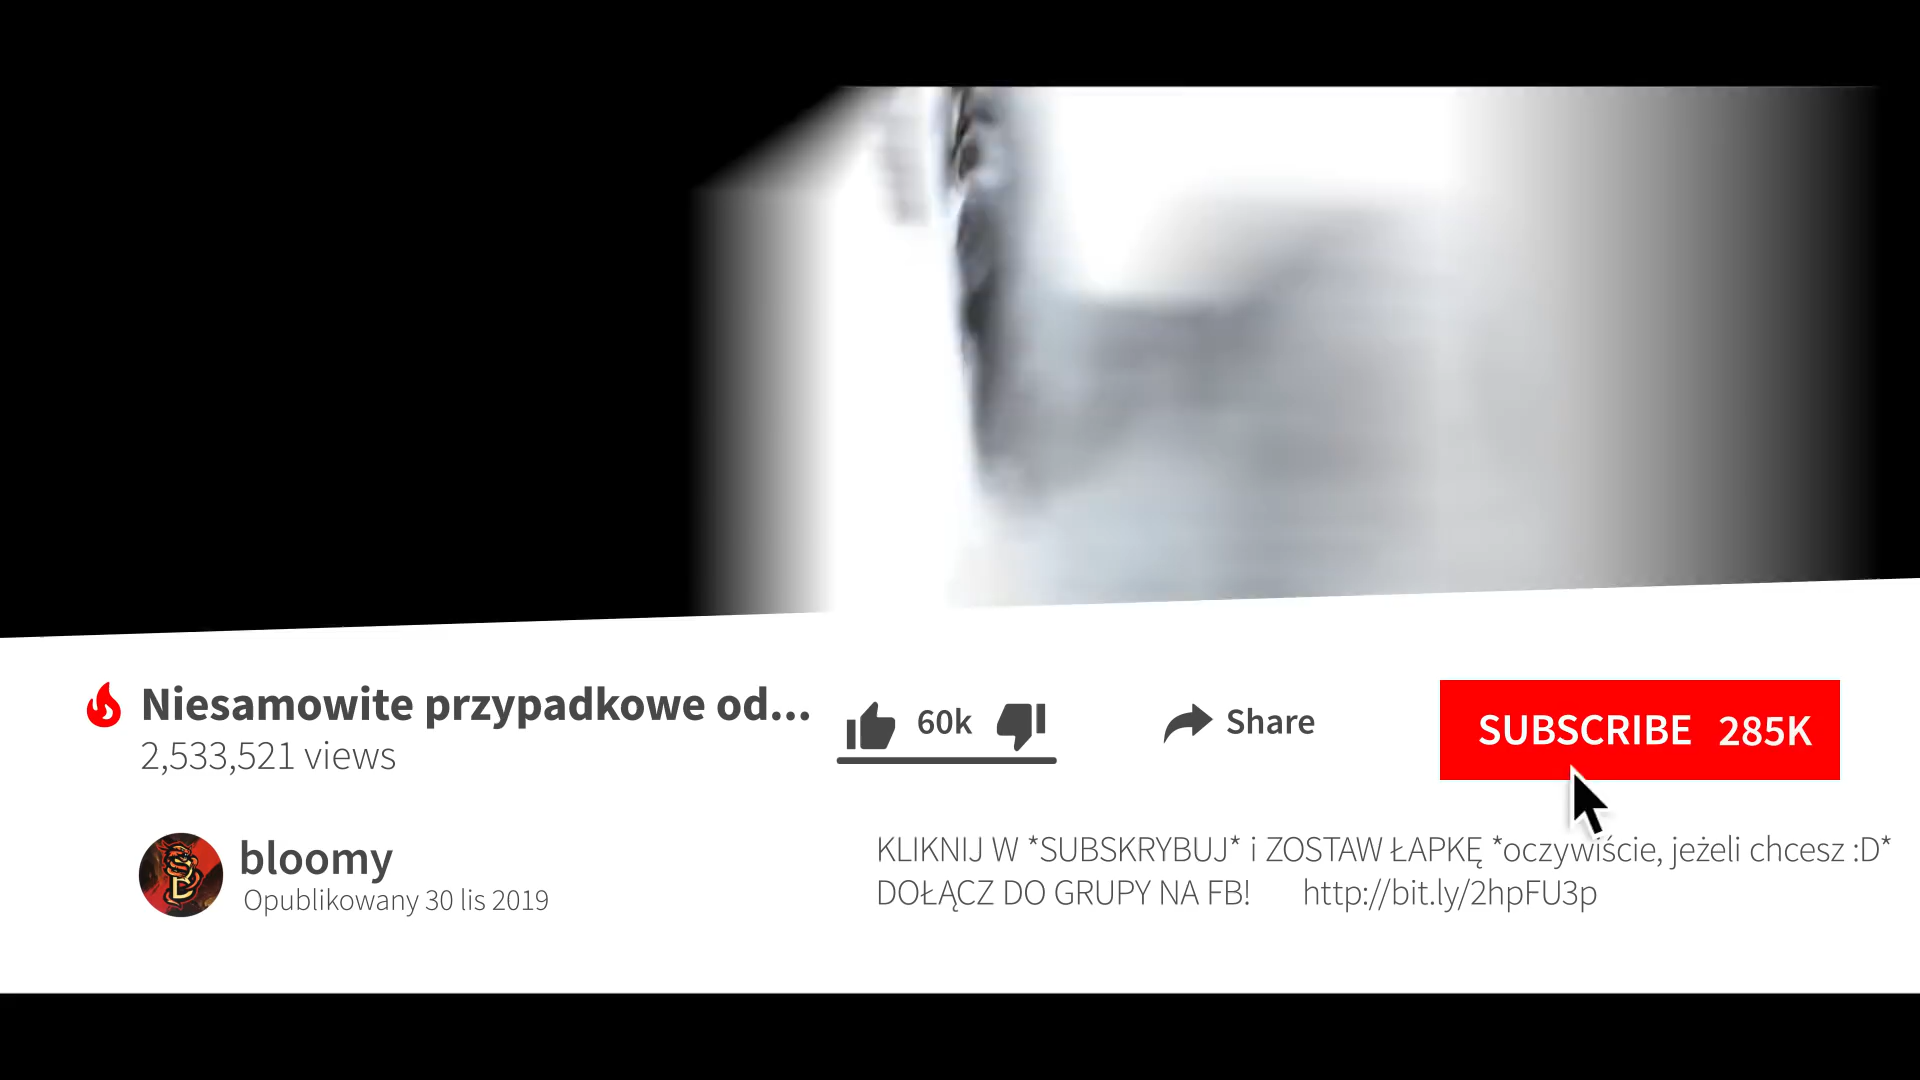 Niesamowite przypadkowe od...
2,533,521 views
60k
Share
SUBSCRIBE 285K
bloomy
Opublikowany 30 lis 2019
KLIKNIJ W *SUBSKRYBUJ* i ZOSTAW ŁAPKĘ *oczywiście, jeżeli chcesz :D*
DOŁĄCZ DO GRUPY NA FB! http://bit.ly/2hpFU3p